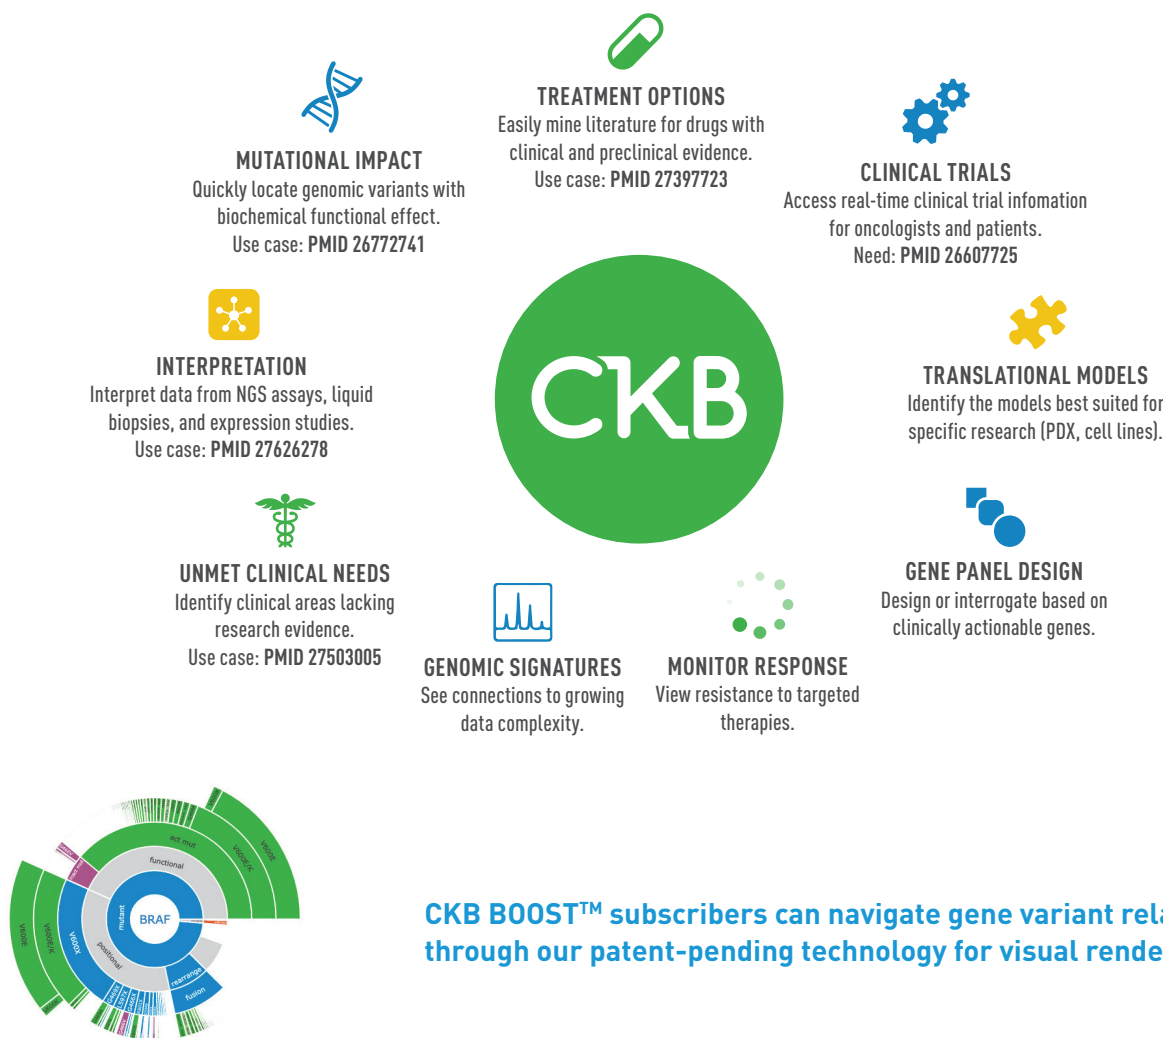 TREATMENT OPTIONS
Easily mine literature for drugs with
clinical and preclinical evidence.
Use case: PMID 27397723
MUTATIONAL IMPACT
Quickly locate genomic variants with
biochemical functional effect.
Use case: PMID 26772741
CLINICAL TRIALS
Access real-time clinical trial infomation
for oncologists and patients.
Need: PMID 26607725
CKB
INTERPRETATION
Interpret data from NGS assays, liquid
biopsies, and expression studies.
Use case: PMID 27626278
TRANSLATIONAL MODELS
Identify the models best suited for
specific research (PDX, cell lines).
UNMET CLINICAL NEEDS
Identify clinical areas lacking
research evidence.
Use case: PMID 27503005
GENE PANEL DESIGN
Design or interrogate based on
clinically actionable genes.
GENOMIC SIGNATURES
See connections to growing
data complexity.
MONITOR RESPONSE
View resistance to targeted
therapies.
BRAF
mutant
functional
positional
rearrange
fusion
act mut
V600X
V600E/K
V600E
V600E/K
V600E
G469X
L597X
G466X
CKB BOOST™ subscribers can navigate gene variant rela
through our patent-pending technology for visual rende